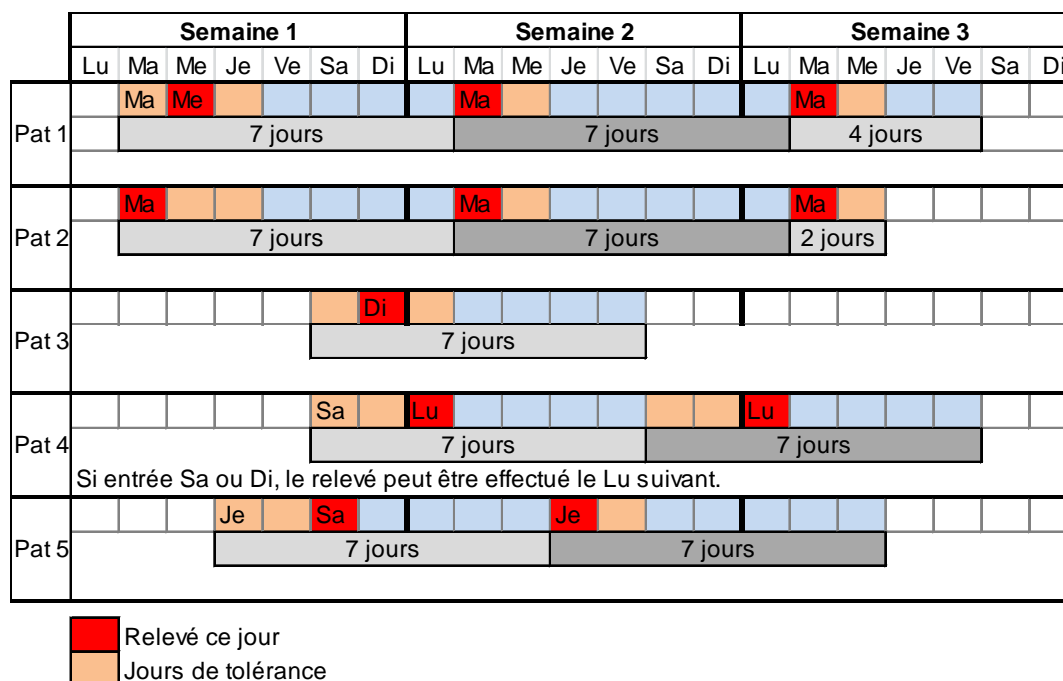 Semaine 1 Semaine 2 Semaine 3
Lu Ma Me Je Ve Sa Di Lu Ma Me Je Ve Sa Di Lu Ma Me Je Ve Sa Di
Ma Me Ma Ma
Pat 1 7 jours 7 jours 4 jours
Ma Ma Ma
Pat 2 7 jours 7 jours 2 jours
Di
Pat 3 7 jours
Sa Lu Lu
Pat 4 7 jours 7 jours
Si entrée Sa ou Di, le relevé peut être effectué le Lu suivant.
Je Sa Je
Pat 5 7 jours 7 jours
Relevé ce jour
Jours de tolérance